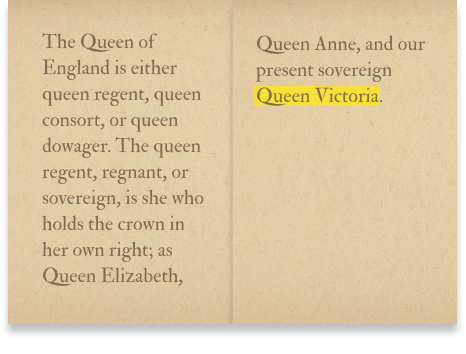 The Queen of
England is either
queen regent, queen
consort, or queen
dowager. The queen
regent, regnant, or
sovereign, is she who
holds the crown in
her own right; as
Queen Elizabeth,
Queen Anne, and our
present sovereign
Queen Victoria.